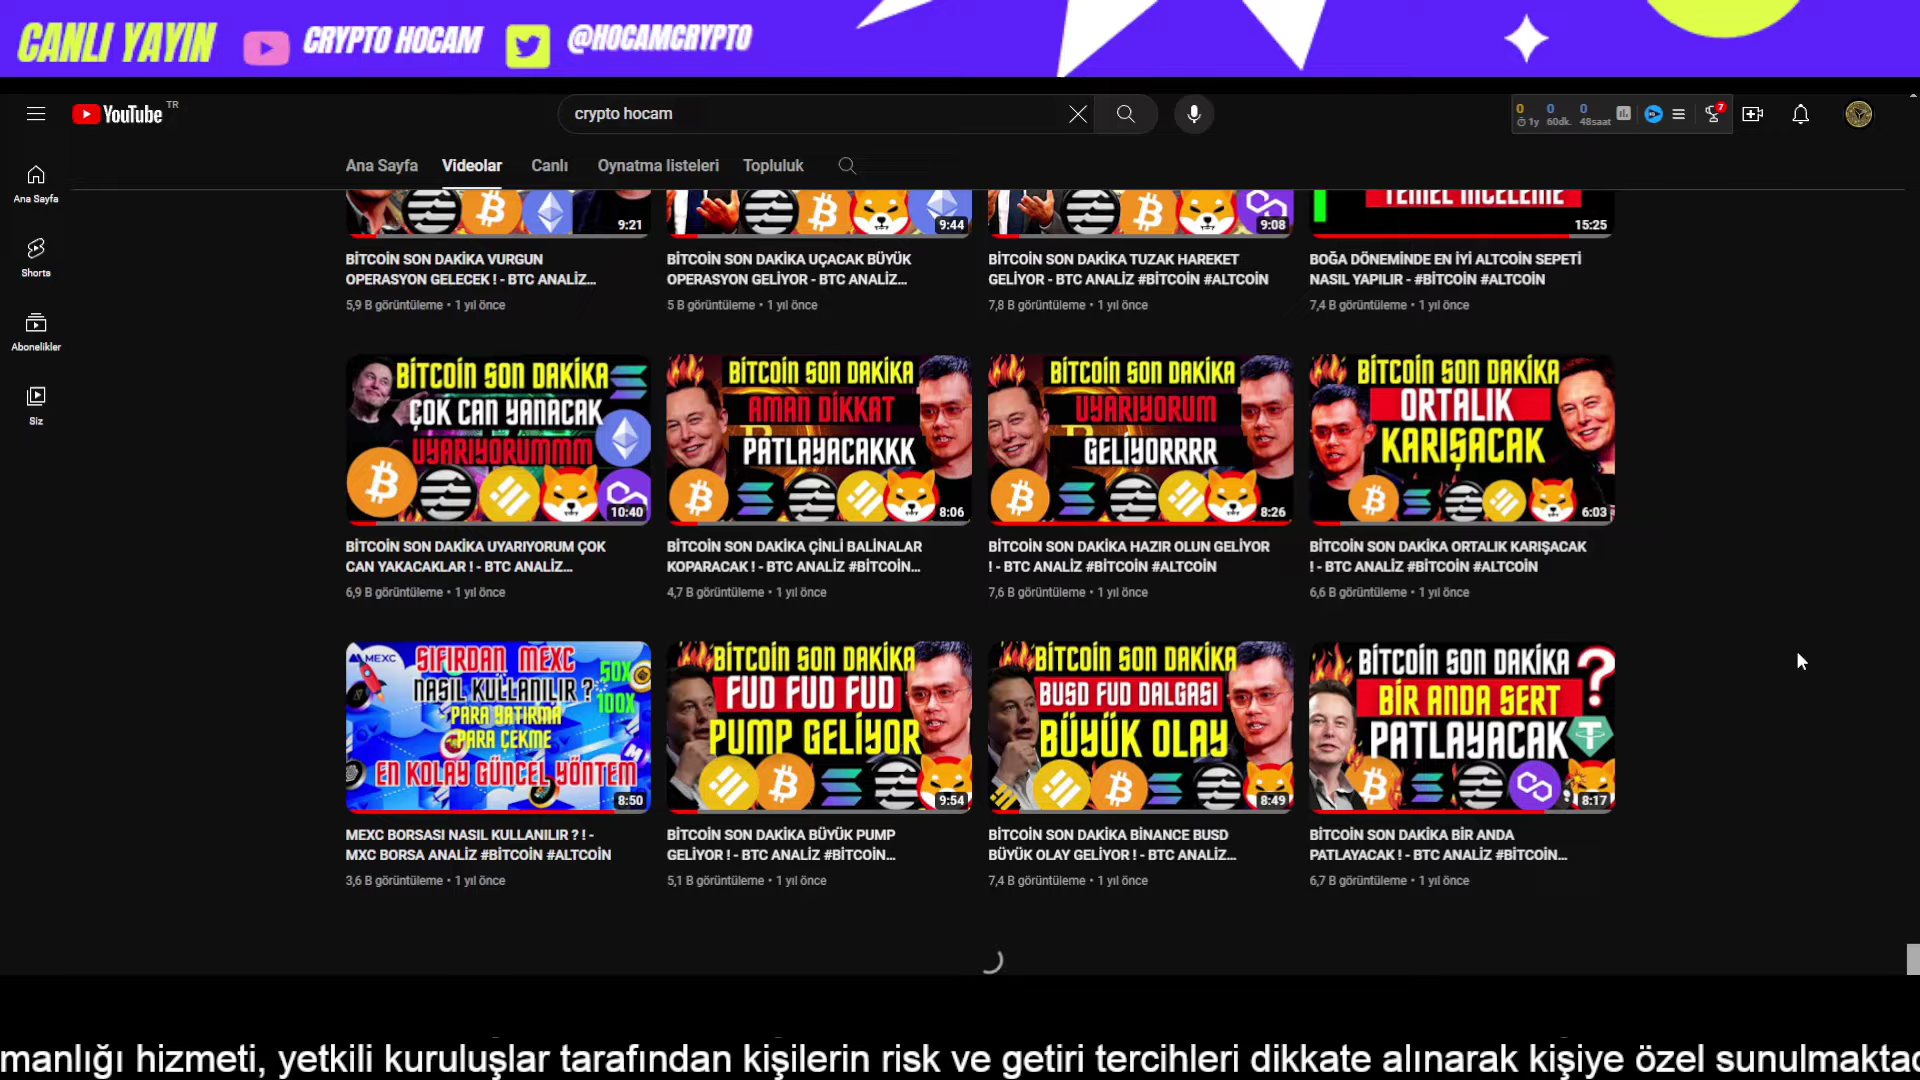 CANLI YAYIN CRYPTO HOCAM @HOCAMCRYPTO
YouTube TR
crypto hocam
0 0 0
1y 60dk. 48saat
7
Ana Sayfa Videolar Canlı Oynatma listeleri Topluluk
Ana Sayfa
Shorts
Abonelikler
Siz
9:21
9:44
9:08
TEMEL İNCELEME
15:25
BİTCOİN SON DAKİKA VURGUN
OPERASYON GELECEK ! - BTC ANALİZ...
5,9 B görüntüleme • 1 yıl önce
BİTCOİN SON DAKİKA UÇACAK BÜYÜK
OPERASYON GELİYOR - BTC ANALİZ...
5 B görüntüleme • 1 yıl önce
BİTCOİN SON DAKİKA TUZAK HAREKET
GELİYOR - BTC ANALİZ #BİTCOİN #ALTCOİN
7,8 B görüntüleme • 1 yıl önce
BOĞA DÖNEMİNDE EN İYİ ALTCOİN SEPETİ
NASIL YAPILIR - #BİTCOİN #ALTCOİN
7,4 B görüntüleme • 1 yıl önce
BİTCOİN SON DAKİKA
ÇOK CAN YANACAK
UYARIYORUMMM
10:40
BİTCOİN SON DAKİKA
AMAN DİKKAT
PATLAYACAKKK
8:06
BİTCOİN SON DAKİKA
UYARIYORUM
GELİYORRRR
8:26
BİTCOİN SON DAKİKA
ORTALIK
KARIŞACAK
6:03
BİTCOİN SON DAKİKA UYARIYORUM ÇOK
CAN YAKACAKLAR ! - BTC ANALİZ...
6,9 B görüntüleme • 1 yıl önce
BİTCOİN SON DAKİKA ÇİNLİ BALİNALAR
KOPARACAK ! - BTC ANALİZ #BİTCOİN...
4,7 B görüntüleme • 1 yıl önce
BİTCOİN SON DAKİKA HAZIR OLUN GELİYOR
! - BTC ANALİZ #BİTCOİN #ALTCOİN
7,6 B görüntüleme • 1 yıl önce
BİTCOİN SON DAKİKA ORTALIK KARIŞACAK
! - BTC ANALİZ #BİTCOİN #ALTCOİN
6,6 B görüntüleme • 1 yıl önce
MEXC
SIFIRDAN MEXC
NASIL KULLANILIR ?
50X
100X
PARA YATIRMA
PARA ÇEKME
EN KOLAY GÜNCEL YÖNTEM
8:50
BİTCOİN SON DAKİKA
FUD FUD FUD
PUMP GELİYOR
9:54
BİTCOİN SON DAKİKA
BUSD FUD DALGASI
BÜYÜK OLAY
8:49
BİTCOİN SON DAKİKA
BİR ANDA SERT
PATLAYACAK
?
8:17
MEXC BORSASI NASIL KULLANILIR ? ! -
MXC BORSA ANALİZ #BİTCOİN #ALTCOİN
3,6 B görüntüleme • 1 yıl önce
BİTCOİN SON DAKİKA BÜYÜK PUMP
GELİYOR ! - BTC ANALİZ #BİTCOİN...
5,1 B görüntüleme • 1 yıl önce
BİTCOİN SON DAKİKA BİNANCE BUSD
BÜYÜK OLAY GELİYOR ! - BTC ANALİZ...
7,4 B görüntüleme • 1 yıl önce
BİTCOİN SON DAKİKA BİR ANDA
PATLAYACAK ! - BTC ANALİZ #BİTCOİN...
6,7 B görüntüleme • 1 yıl önce
manlığı hizmeti, yetkili kuruluşlar tarafından kişilerin risk ve getiri tercihleri dikkate alınarak kişiye özel sunulmaktad